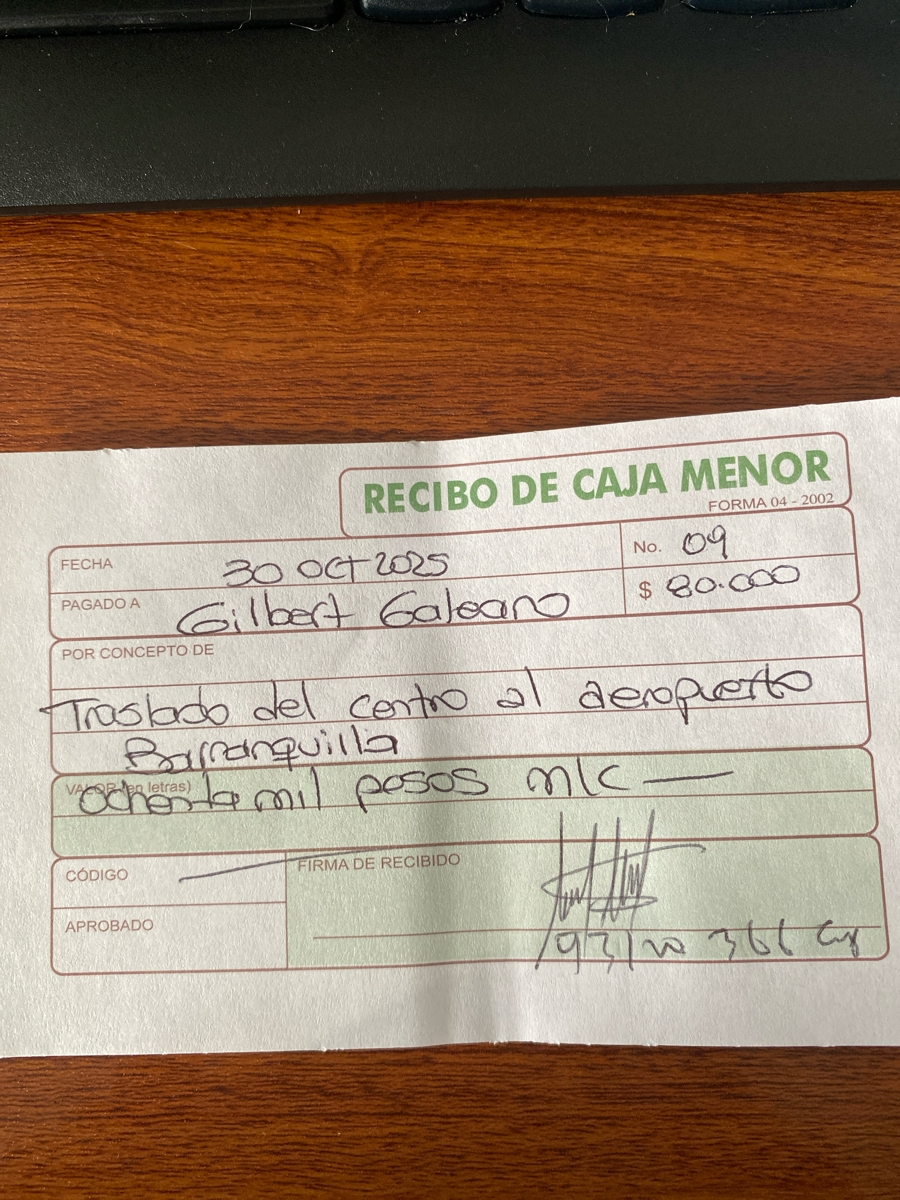 RECIBO DE CAJA MENOR
FORMA 04 - 2002
FECHA 30 OCT 2025
No. 09
PAGADO A Gilbert Galeano
$ 80.000
POR CONCEPTO DE
Traslado del centro al aeropuerto
Barranquilla
VALOR (en letras)
Ochenta mil pesos m/c
CÓDIGO
FIRMA DE RECIBIDO
APROBADO